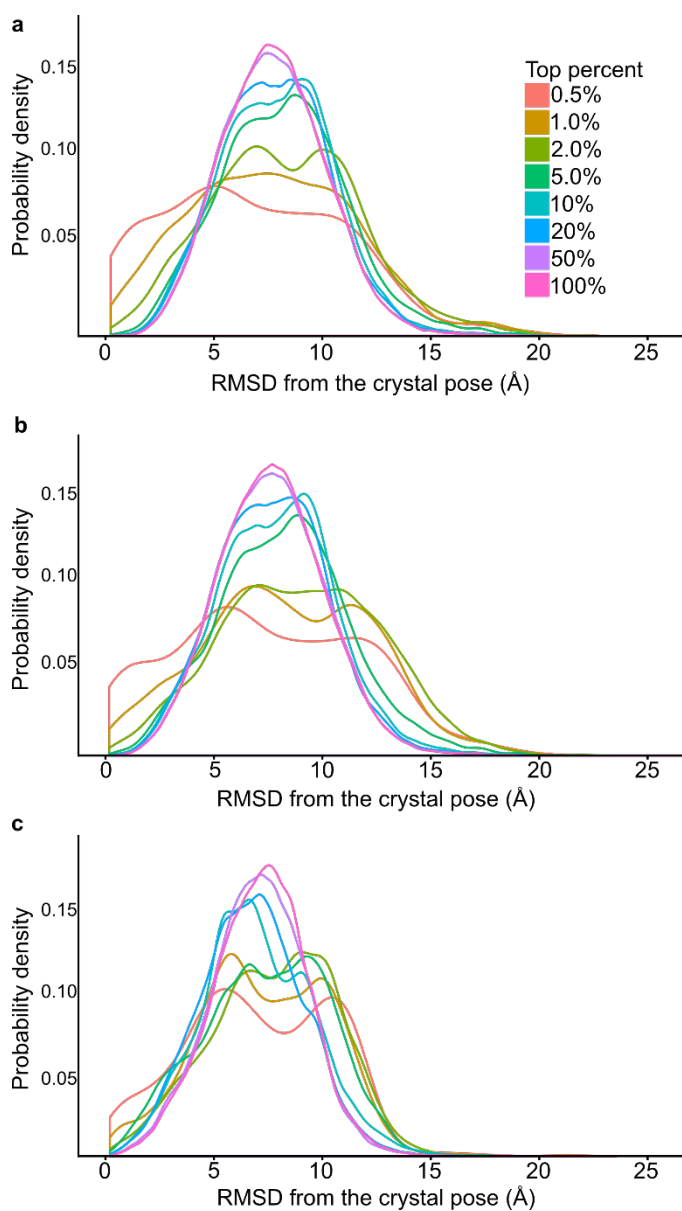 a
Probability density
0.15
0.10
0.05
Top percent
0.5%
1.0%
2.0%
5.0%
10%
20%
50%
100%
0 5 10 15 20 25
RMSD from the crystal pose (Å)
b
Probability density
0.15
0.10
0.05
0 5 10 15 20 25
RMSD from the crystal pose (Å)
c
Probability density
0.15
0.10
0.05
0 5 10 15 20 25
RMSD from the crystal pose (Å)